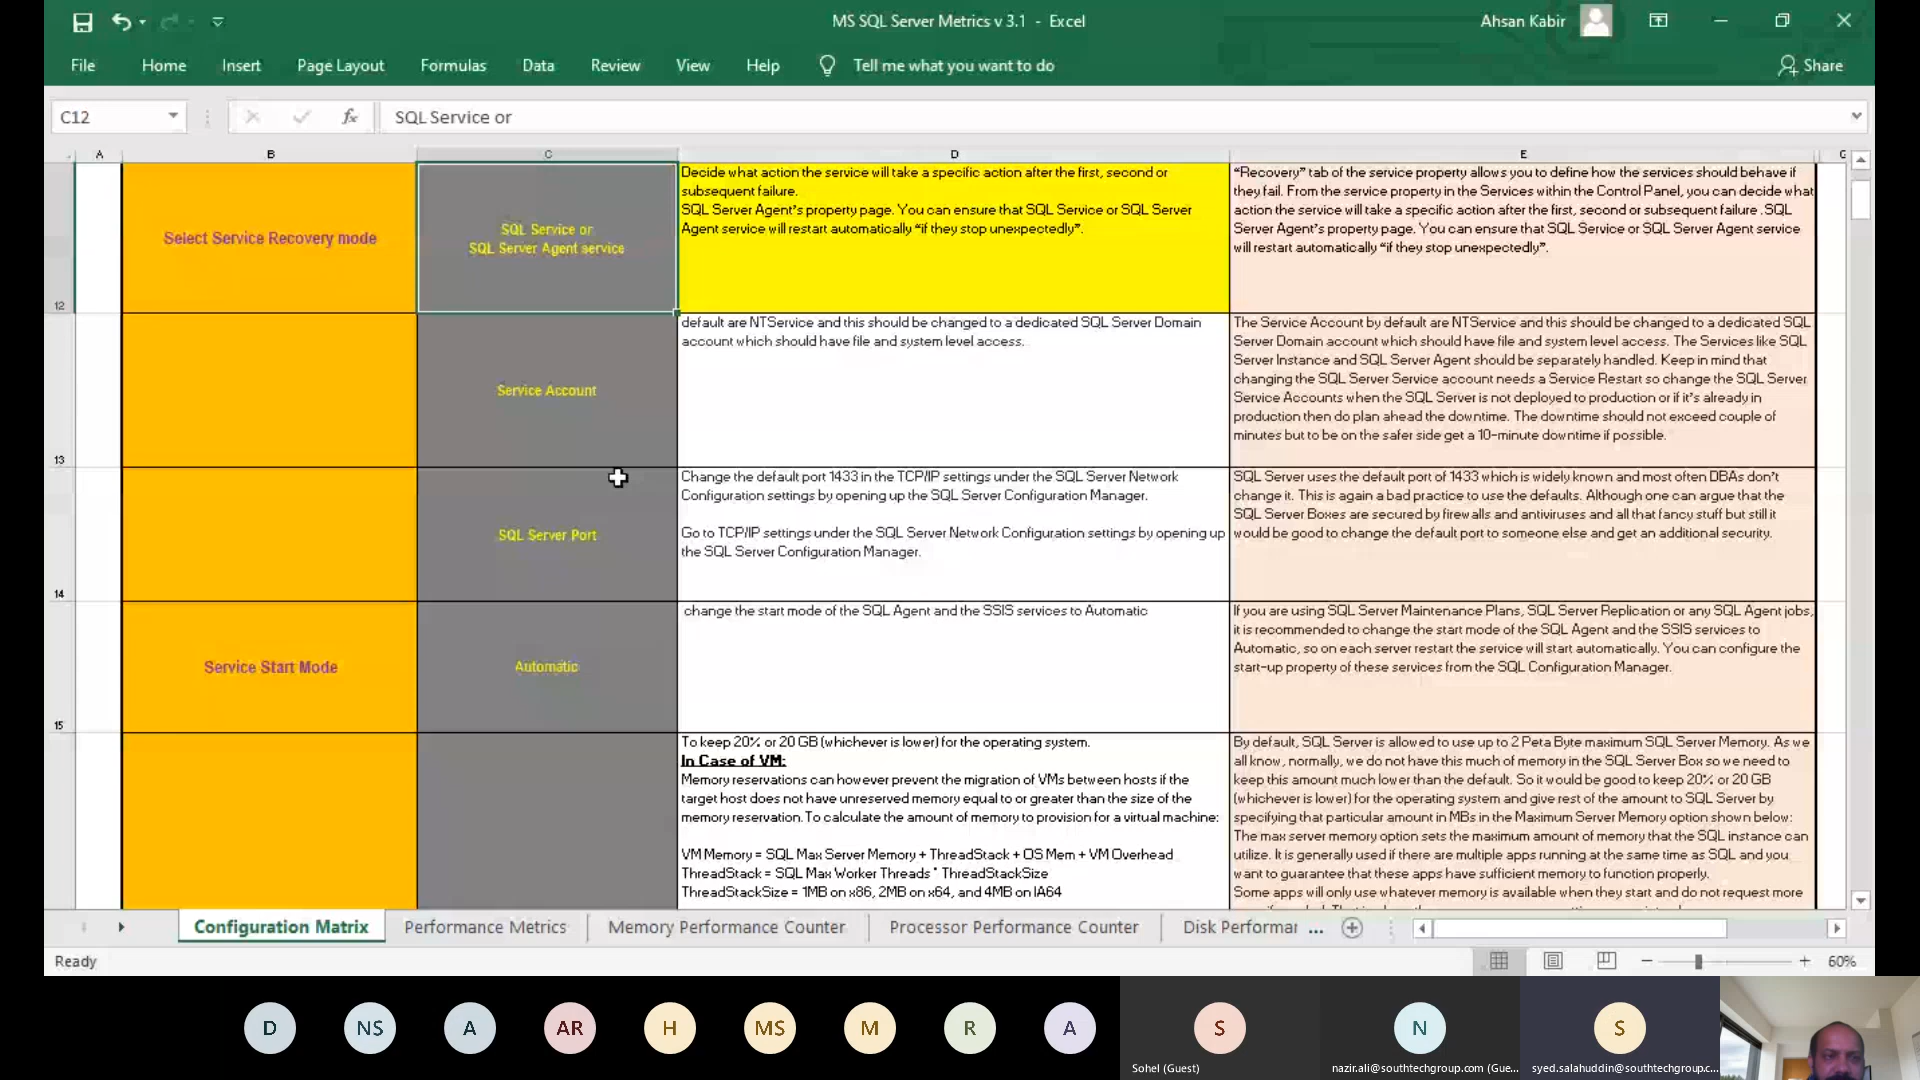 MS SQL Server Metrics v 3.1 - Excel
Ahsan Kabir
File Home Insert Page Layout Formulas Data Review View Help Tell me what you want to do
Share
C12
fx
SQL Service or
A B C D E G
Select Service Recovery mode
SQL Service or
SQL Server Agent service
Decide what action the service will take a specific action after the first, second or
subsequent failure.
SQL Server Agent's property page. You can ensure that SQL Service or SQL Server
Agent service will restart automatically “if they stop unexpectedly”.
“Recovery” tab of the service property allows you to define how the services should behave if
they fail. From the service property in the Services within the Control Panel, you can decide what
action the service will take a specific action after the first, second or subsequent failure .SQL
Server Agent's property page. You can ensure that SQL Service or SQL Server Agent service
will restart automatically “if they stop unexpectedly”.
12
Service Account
default are NTService and this should be changed to a dedicated SQL Server Domain
account which should have file and system level access.
The Service Account by default are NTService and this should be changed to a dedicated SQL
Server Domain account which should have file and system level access. The Services like SQL
Server Instance and SQL Server Agent should be separately handled. Keep in mind that
changing the SQL Server Service account needs a Service Restart so change the SQL Server
Service Accounts when the SQL Server is not deployed to production or if it's already in
production then do plan ahead the downtime. The downtime should not exceed couple of
minutes but to be on the safer side get a 10-minute downtime if possible.
13
SQL Server Port
Change the default port 1433 in the TCP/IP settings under the SQL Server Network
Configuration settings by opening up the SQL Server Configuration Manager.
Go to TCP/IP settings under the SQL Server Network Configuration settings by opening up
the SQL Server Configuration Manager.
SQL Server uses the default port of 1433 which is widely known and most often DBAs don't
change it. This is again a bad practice to use the defaults. Although one can argue that the
SQL Server Boxes are secured by firewalls and antiviruses and all that fancy stuff but still it
would be good to change the default port to someone else and get an additional security.
14
Service Start Mode
Automatic
change the start mode of the SQL Agent and the SSIS services to Automatic
If you are using SQL Server Maintenance Plans, SQL Server Replication or any SQL Agent jobs,
it is recommended to change the start mode of the SQL Agent and the SSIS services to
Automatic, so on each server restart the service will start automatically. You can configure the
start-up property of these services from the SQL Configuration Manager.
15
To keep 20% or 20 GB (whichever is lower) for the operating system.
In Case of VM:
Memory reservations can however prevent the migration of VMs between hosts if the
target host does not have unreserved memory equal to or greater than the size of the
memory reservation. To calculate the amount of memory to provision for a virtual machine:
VM Memory = SQL Max Server Memory + ThreadStack + OS Mem + VM Overhead
ThreadStack = SQL Max Worker Threads * ThreadStackSize
ThreadStackSize = 1MB on x86, 2MB on x64, and 4MB on IA64
By default, SQL Server is allowed to use up to 2 Peta Byte maximum SQL Server Memory. As we
all know, normally, we do not have this much of memory in the SQL Server Box so we need to
keep this amount much lower than the default. So it would be good to keep 20% or 20 GB
(whichever is lower) for the operating system and give rest of the amount to SQL Server by
specifying that particular amount in MBs in the Maximum Server Memory option shown below:
The max server memory option sets the maximum amount of memory that the SQL instance can
utilize. It is generally used if there are multiple apps running at the same time as SQL and you
want to guarantee that these apps have sufficient memory to function properly.
Some apps will only use whatever memory is available when they start and do not request more
Configuration Matrix Performance Metrics Memory Performance Counter Processor Performance Counter Disk Performar ...
Ready
60%
D NS A AR H MS M R A S N S
Sohel (Guest)
nazir.ali@southtechgroup.com (Gue...
syed.salahuddin@southtechgroup.c...